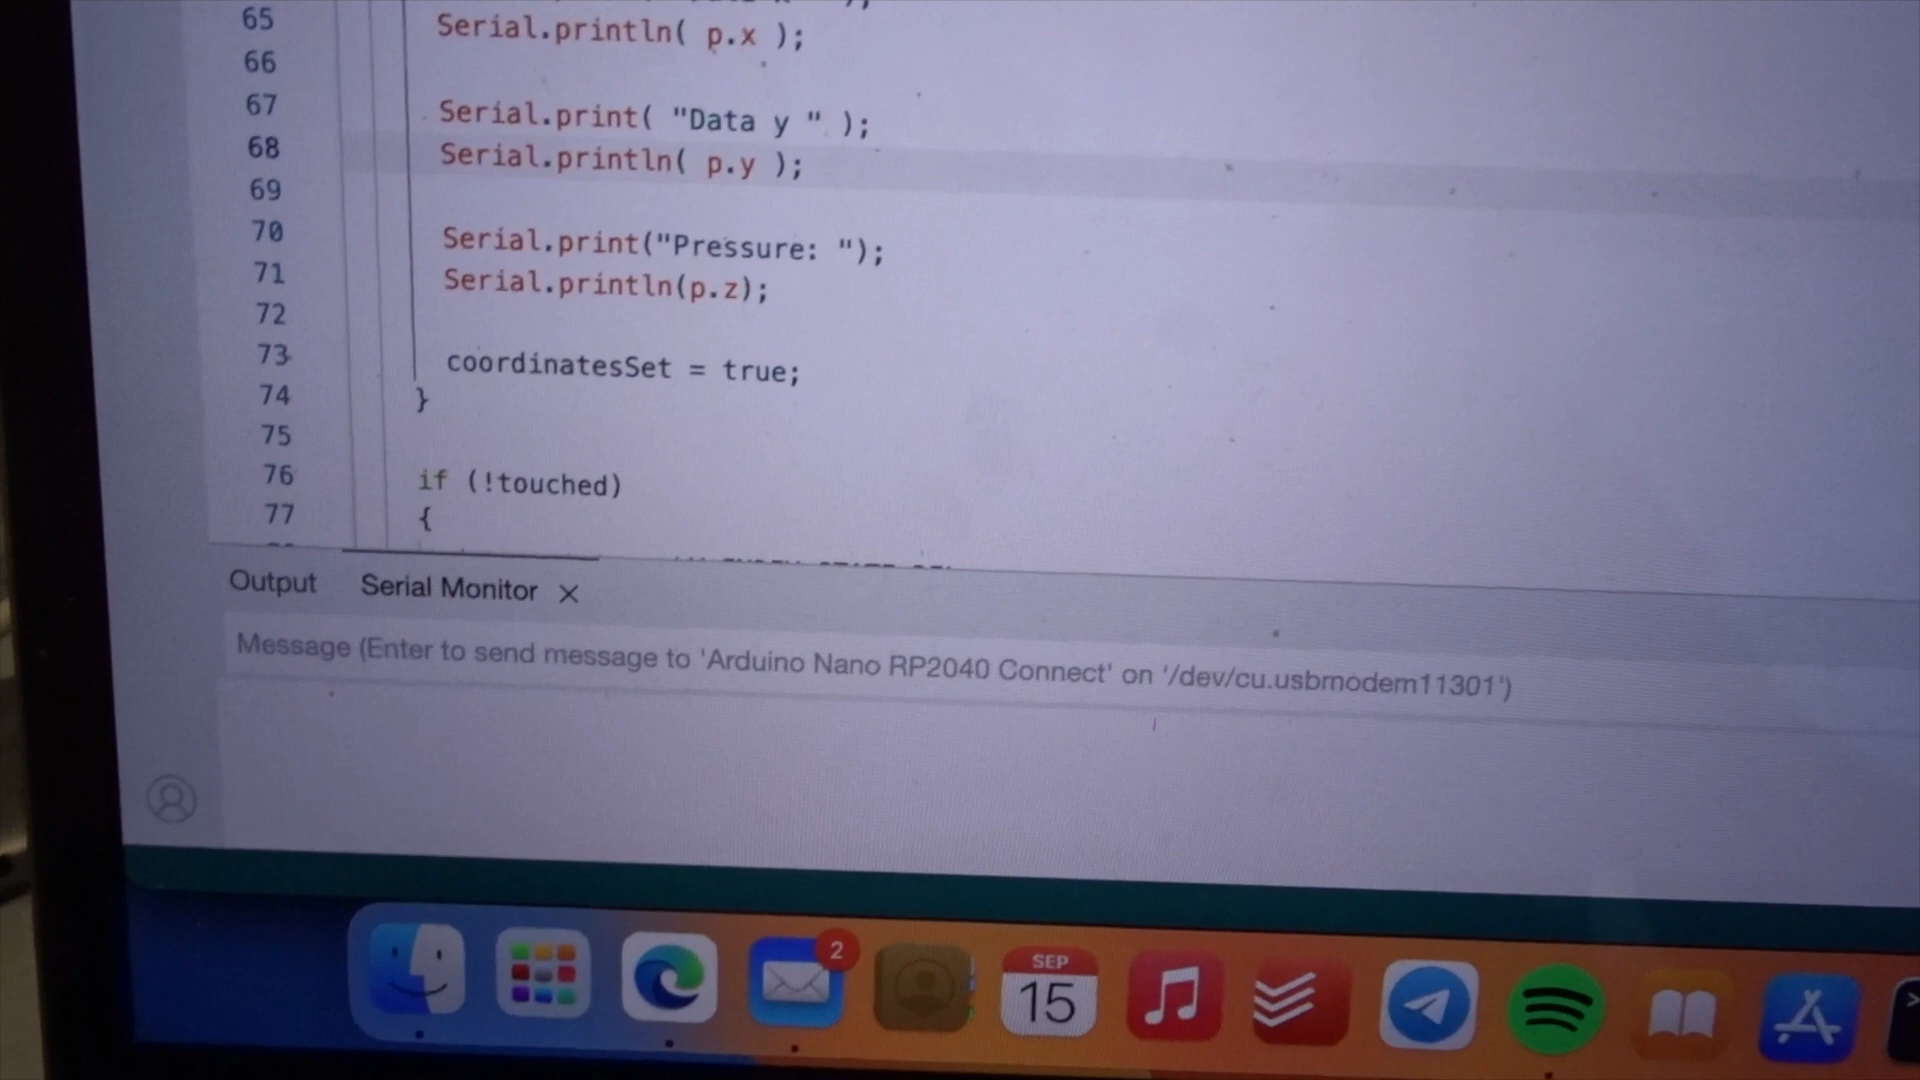 65 Serial.println( p.x );
66
67 Serial.print( "Data y " );
68 Serial.println( p.y );
69
70 Serial.print("Pressure: ");
71 Serial.println(p.z);
72
73 coordinatesSet = true;
74 }
75
76 if (!touched)
77 {
Output Serial Monitor ×
Message (Enter to send message to 'Arduino Nano RP2040 Connect' on '/dev/cu.usbmodem11301')
2
SEP
15